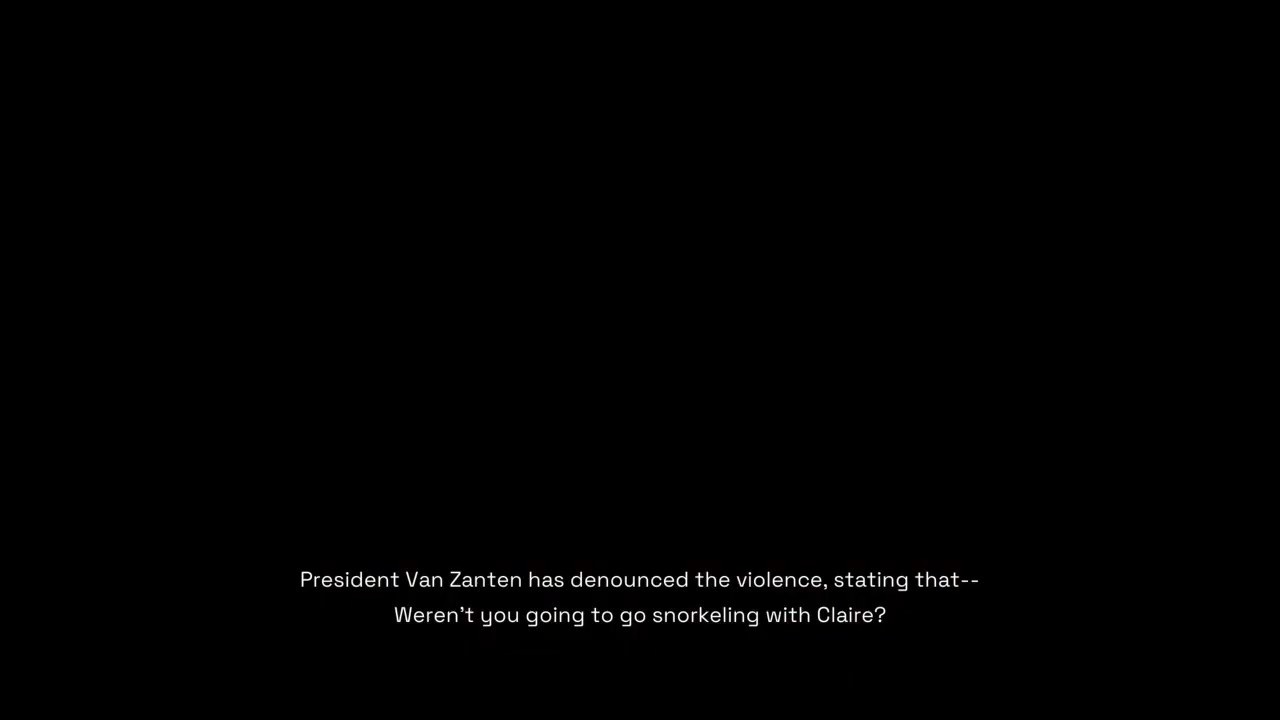 President Van Zanten has denounced the violence, stating that--
Weren't you going to go snorkeling with Claire?